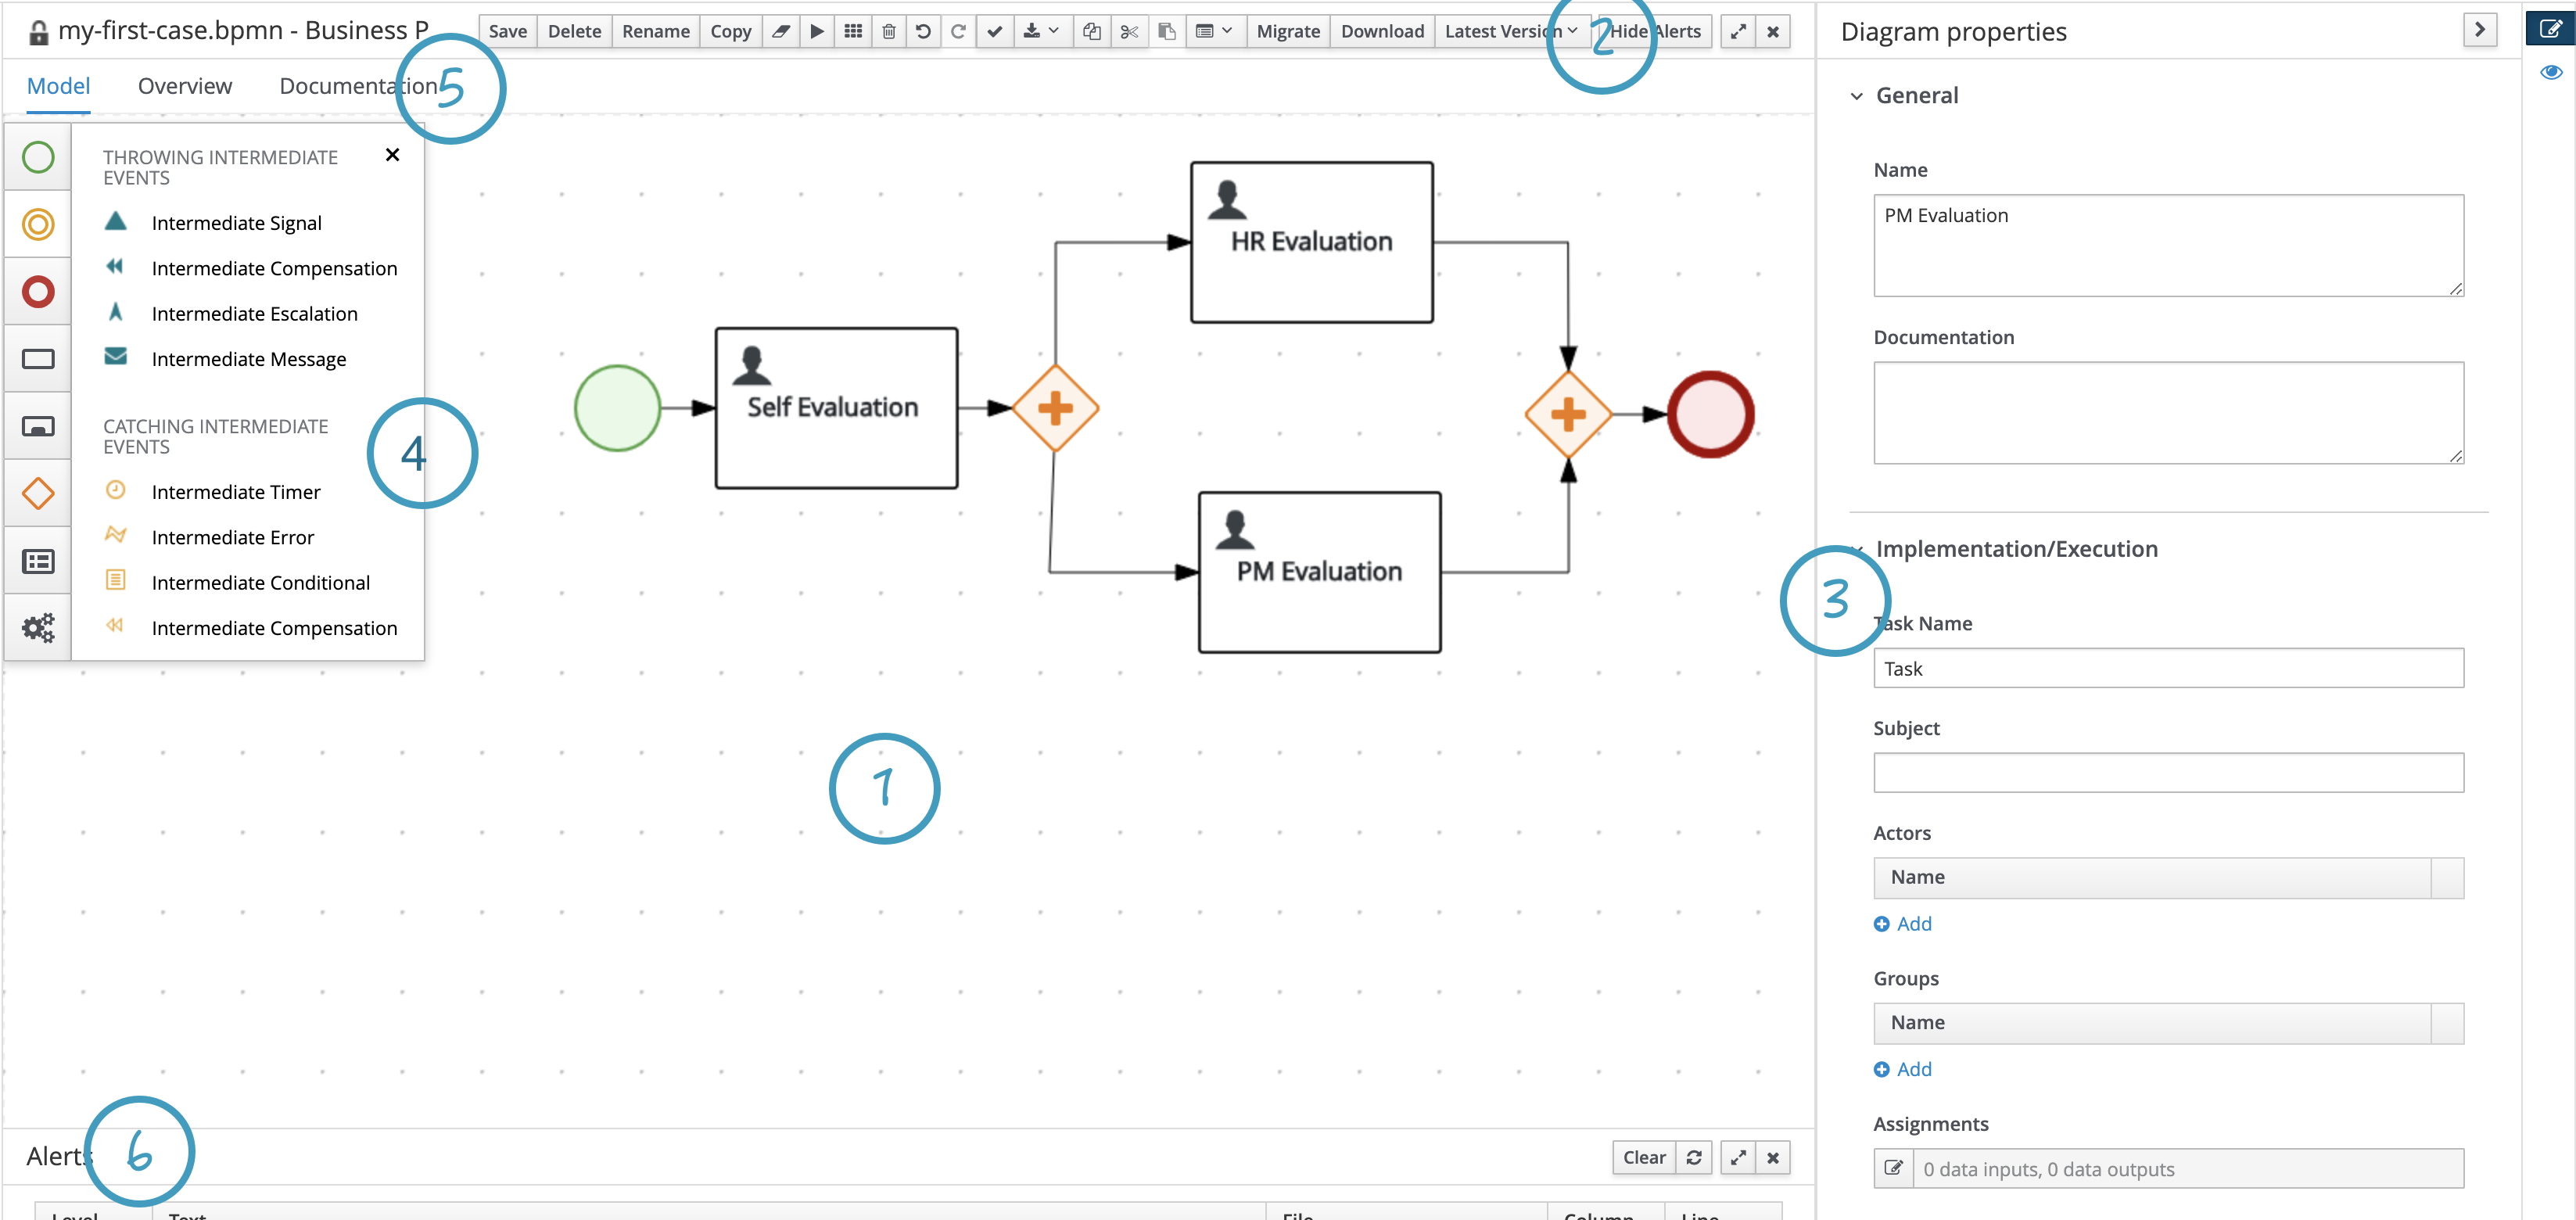 my-first-case.bpmn - Business P
Save Delete Rename Copy Migrate Download Latest Version Hide Alerts
2
Diagram properties
Model Overview Documentation
5
THROWING INTERMEDIATE
EVENTS
Intermediate Signal
Intermediate Compensation
Intermediate Escalation
Intermediate Message
CATCHING INTERMEDIATE
EVENTS
4
Intermediate Timer
Intermediate Error
Intermediate Conditional
Intermediate Compensation
Self Evaluation
HR Evaluation
PM Evaluation
1
General
Name
PM Evaluation
Documentation
Implementation/Execution
3
Task Name
Task
Subject
Actors
Name
Add
Groups
Name
Add
Assignments
0 data inputs, 0 data outputs
Alerts
6
Clear
Level Text File Column Line